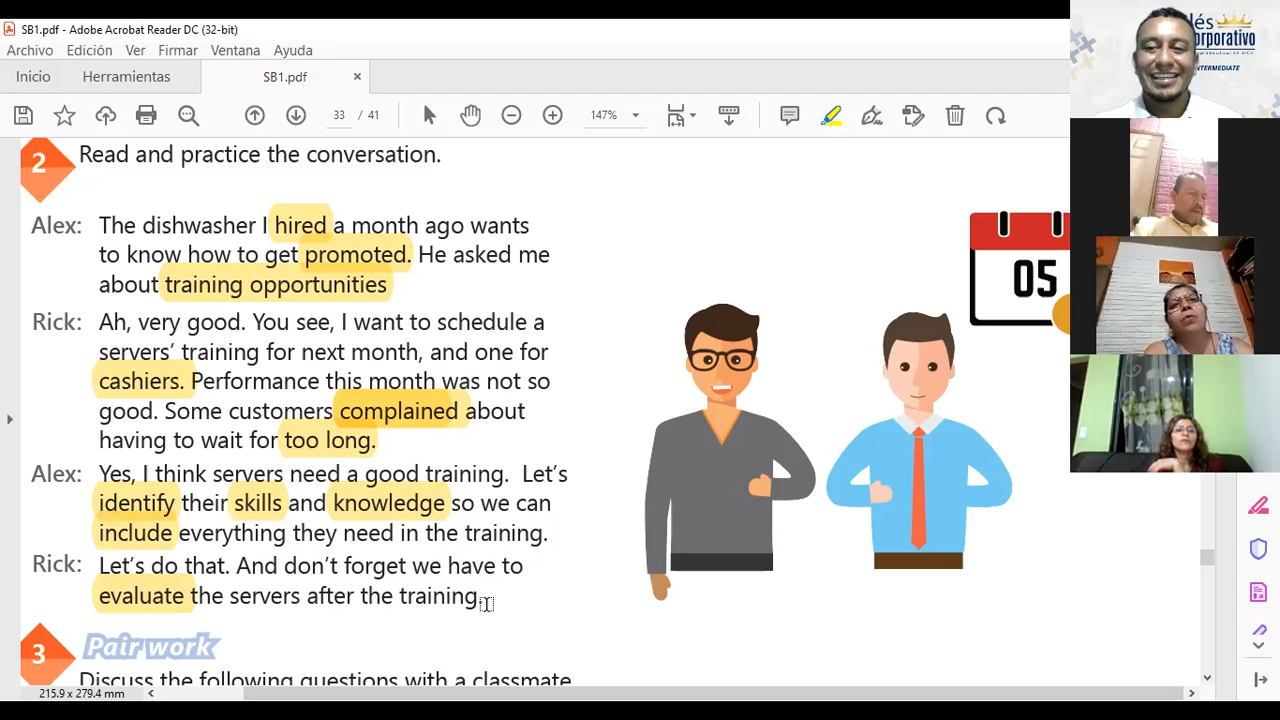 SB1.pdf - Adobe Acrobat Reader DC (32-bit)
Archivo Edición Ver Firmar Ventana Ayuda
Inicio Herramientas SB1.pdf ×
33 / 41 147%
2 Read and practice the conversation.
Alex: The dishwasher I hired a month ago wants
to know how to get promoted. He asked me
about training opportunities
Rick: Ah, very good. You see, I want to schedule a
servers’ training for next month, and one for
cashiers. Performance this month was not so
good. Some customers complained about
having to wait for too long.
Alex: Yes, I think servers need a good training. Let’s
identify their skills and knowledge so we can
include everything they need in the training.
Rick: Let’s do that. And don’t forget we have to
evaluate the servers after the training.
05
3 Pair work
Discuss the following questions with a classmate
215.9 x 279.4 mm
lés
orporativo
NTERMEDIATE